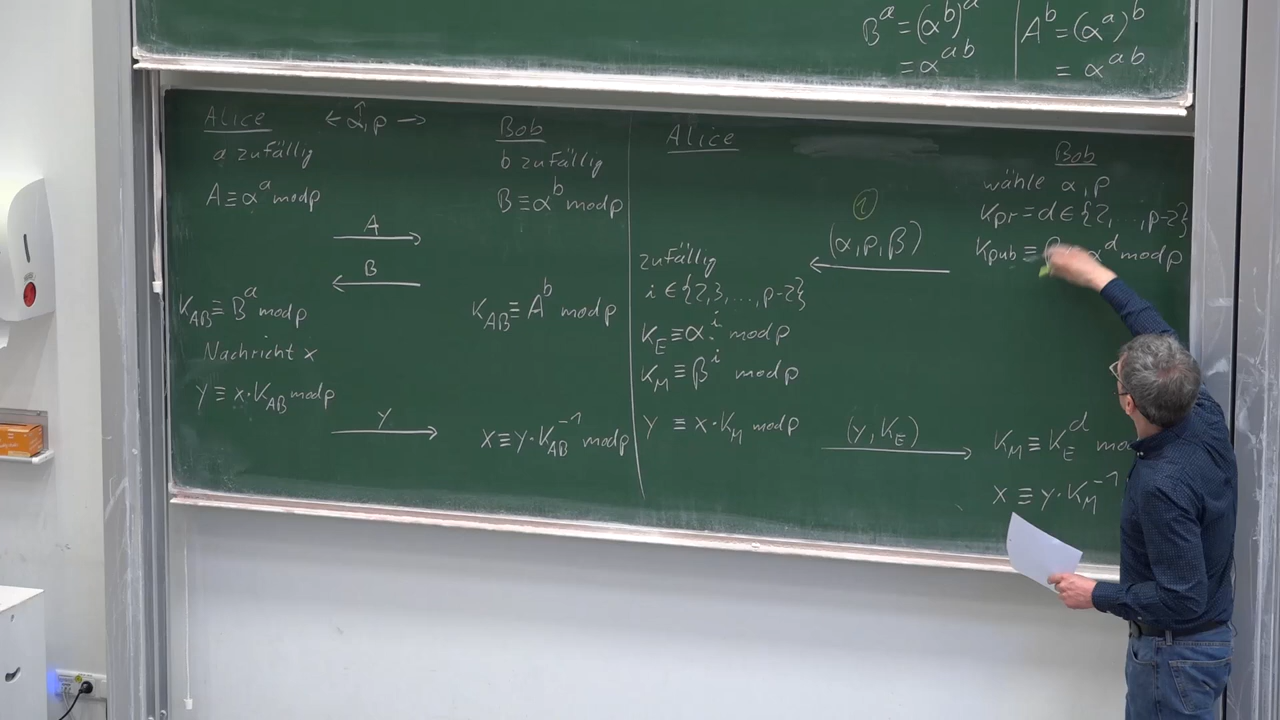 B^a = (α^b)^a
= α^ab
A^b = (α^a)^b
= α^ab
Alice
← α, p →
Bob
a zufällig
b zufällig
A ≡ α^a mod p
B ≡ α^b mod p
A
B
K_AB ≡ B^a mod p
K_AB ≡ A^b mod p
Nachricht x
y ≡ x·K_AB mod p
y
x ≡ y·K_AB^-1 mod p
Alice
Bob
wähle α, p
K_pr = d ∈ {2,...,p-2}
K_pub ≡ α^d mod p
1
(α, p, β)
zufällig
i ∈ {2,3,...,p-2}
K_E ≡ α^i mod p
K_M ≡ β^i mod p
y ≡ x·K_M mod p
(y, K_E)
K_M ≡ K_E^d
x ≡ y·K_M^-1